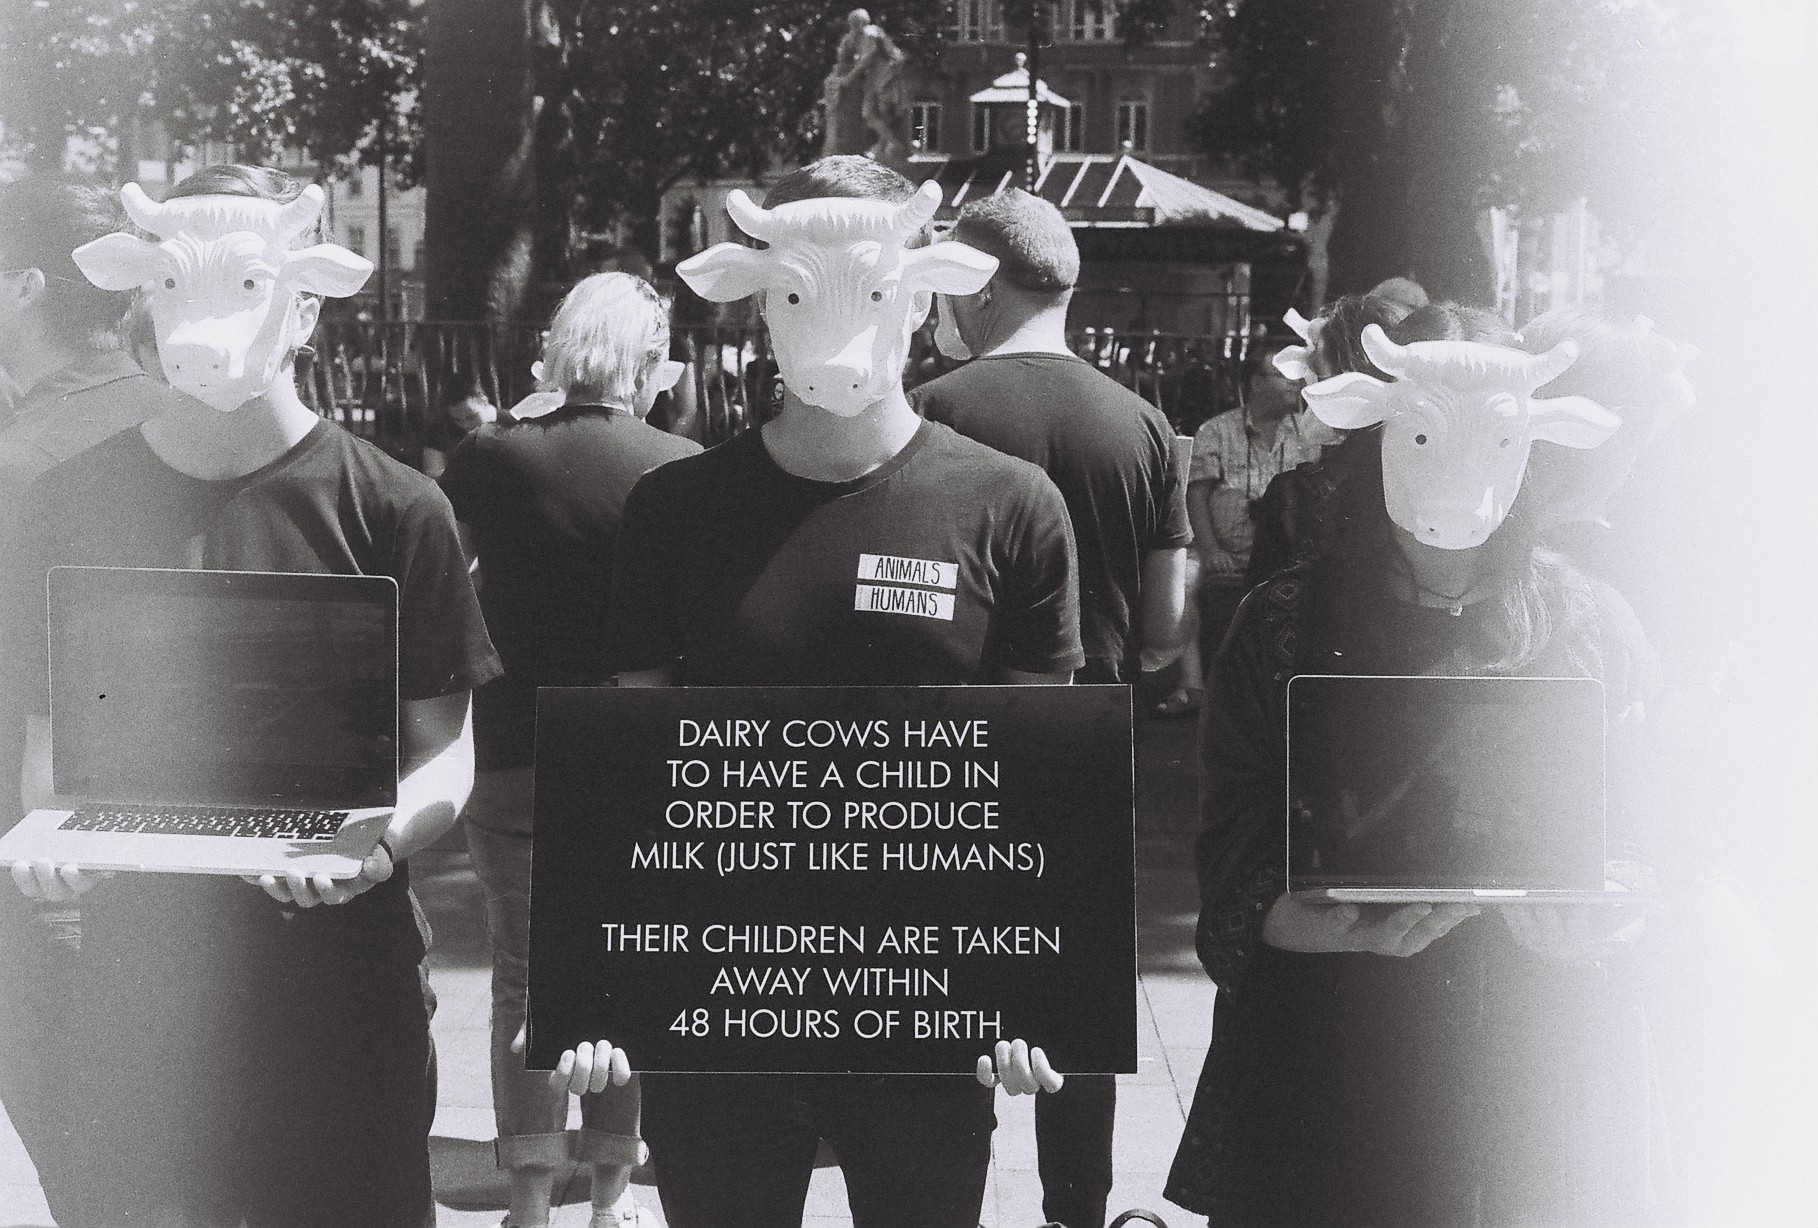 ANIMALS
HUMANS
DAIRY COWS HAVE
TO HAVE A CHILD IN
ORDER TO PRODUCE
MILK (JUST LIKE HUMANS)
THEIR CHILDREN ARE TAKEN
AWAY WITHIN
48 HOURS OF BIRTH